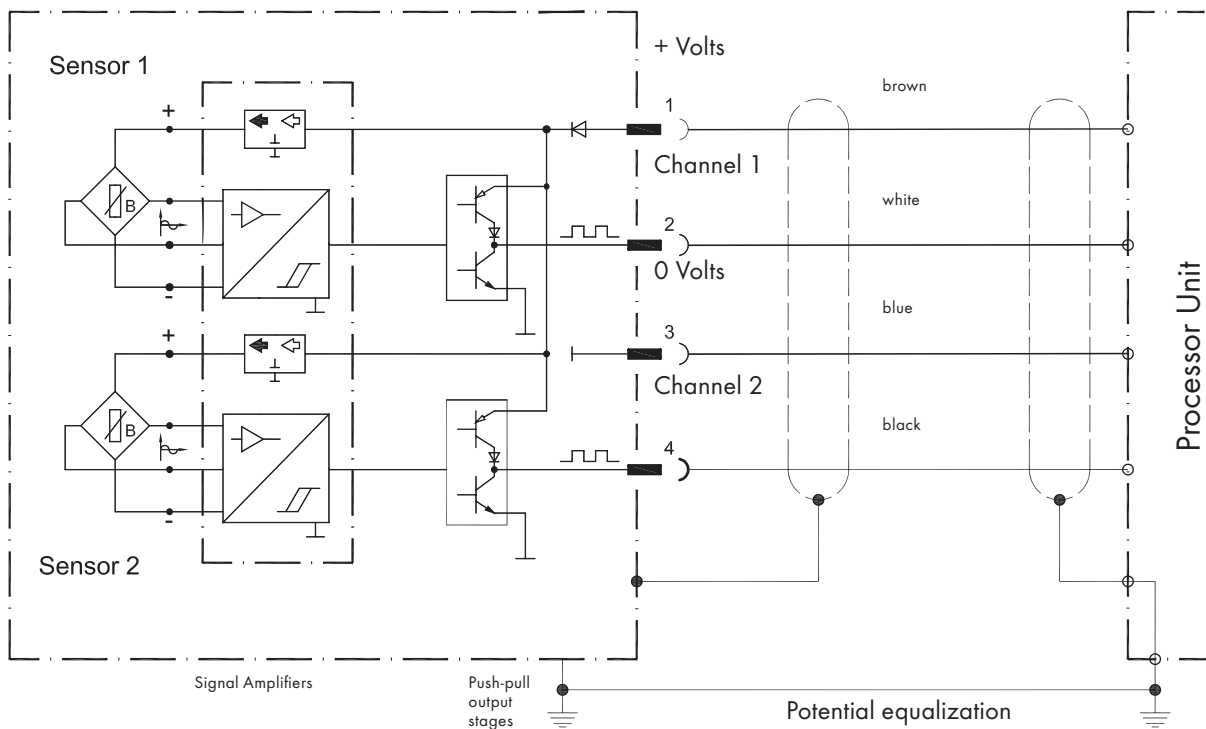 Sensor 1
+ Volts
brown
+
1
Channel 1
B
white
2
-
0 Volts
blue
+
3
Channel 2
B
black
4
-
Sensor 2
Processor Unit
Signal Amplifiers
Push-pull
output
stages
Potential equalization